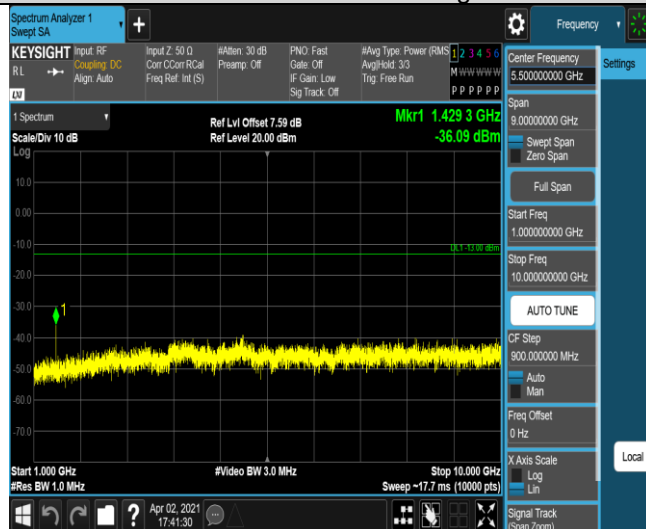 Spectrum Analyzer 1
Swept SA
Frequency
KEYSIGHT
Input: RF
Input Z: 50 Ω
#Atten: 30 dB
PNO: Fast
#Avg Type: Power (RMS
1 2 3 4 5 6
RL
Coupling: DC
Corr CCorr RCal
Preamp: Off
Gate: Off
Avg|Hold: 3/3
M W W W W W
Align: Auto
Freq Ref: Int (S)
IF Gain: Low
Trig: Free Run
Sig Track: Off
P P P P P P
LXI
1 Spectrum
Ref Lvl Offset 7.59 dB
Mkr1 1.429 3 GHz
Scale/Div 10 dB
Ref Level 20.00 dBm
-36.09 dBm
Log
10.0
0.00
-10.0
DL1 -13.00 dBm
-20.0
-30.0
1
-40.0
-50.0
-60.0
-70.0
Start 1.000 GHz
#Video BW 3.0 MHz
Stop 10.000 GHz
#Res BW 1.0 MHz
Sweep ~17.7 ms (10000 pts)
Apr 02, 2021
17:41:30
?
Center Frequency
5.500000000 GHz
Settings
Span
9.00000000 GHz
Swept Span
Zero Span
Full Span
Start Freq
1.000000000 GHz
Stop Freq
10.000000000 GHz
AUTO TUNE
CF Step
900.000000 MHz
Auto
Man
Freq Offset
0 Hz
X Axis Scale
Log
Lin
Local
Signal Track
(Span Zoom)